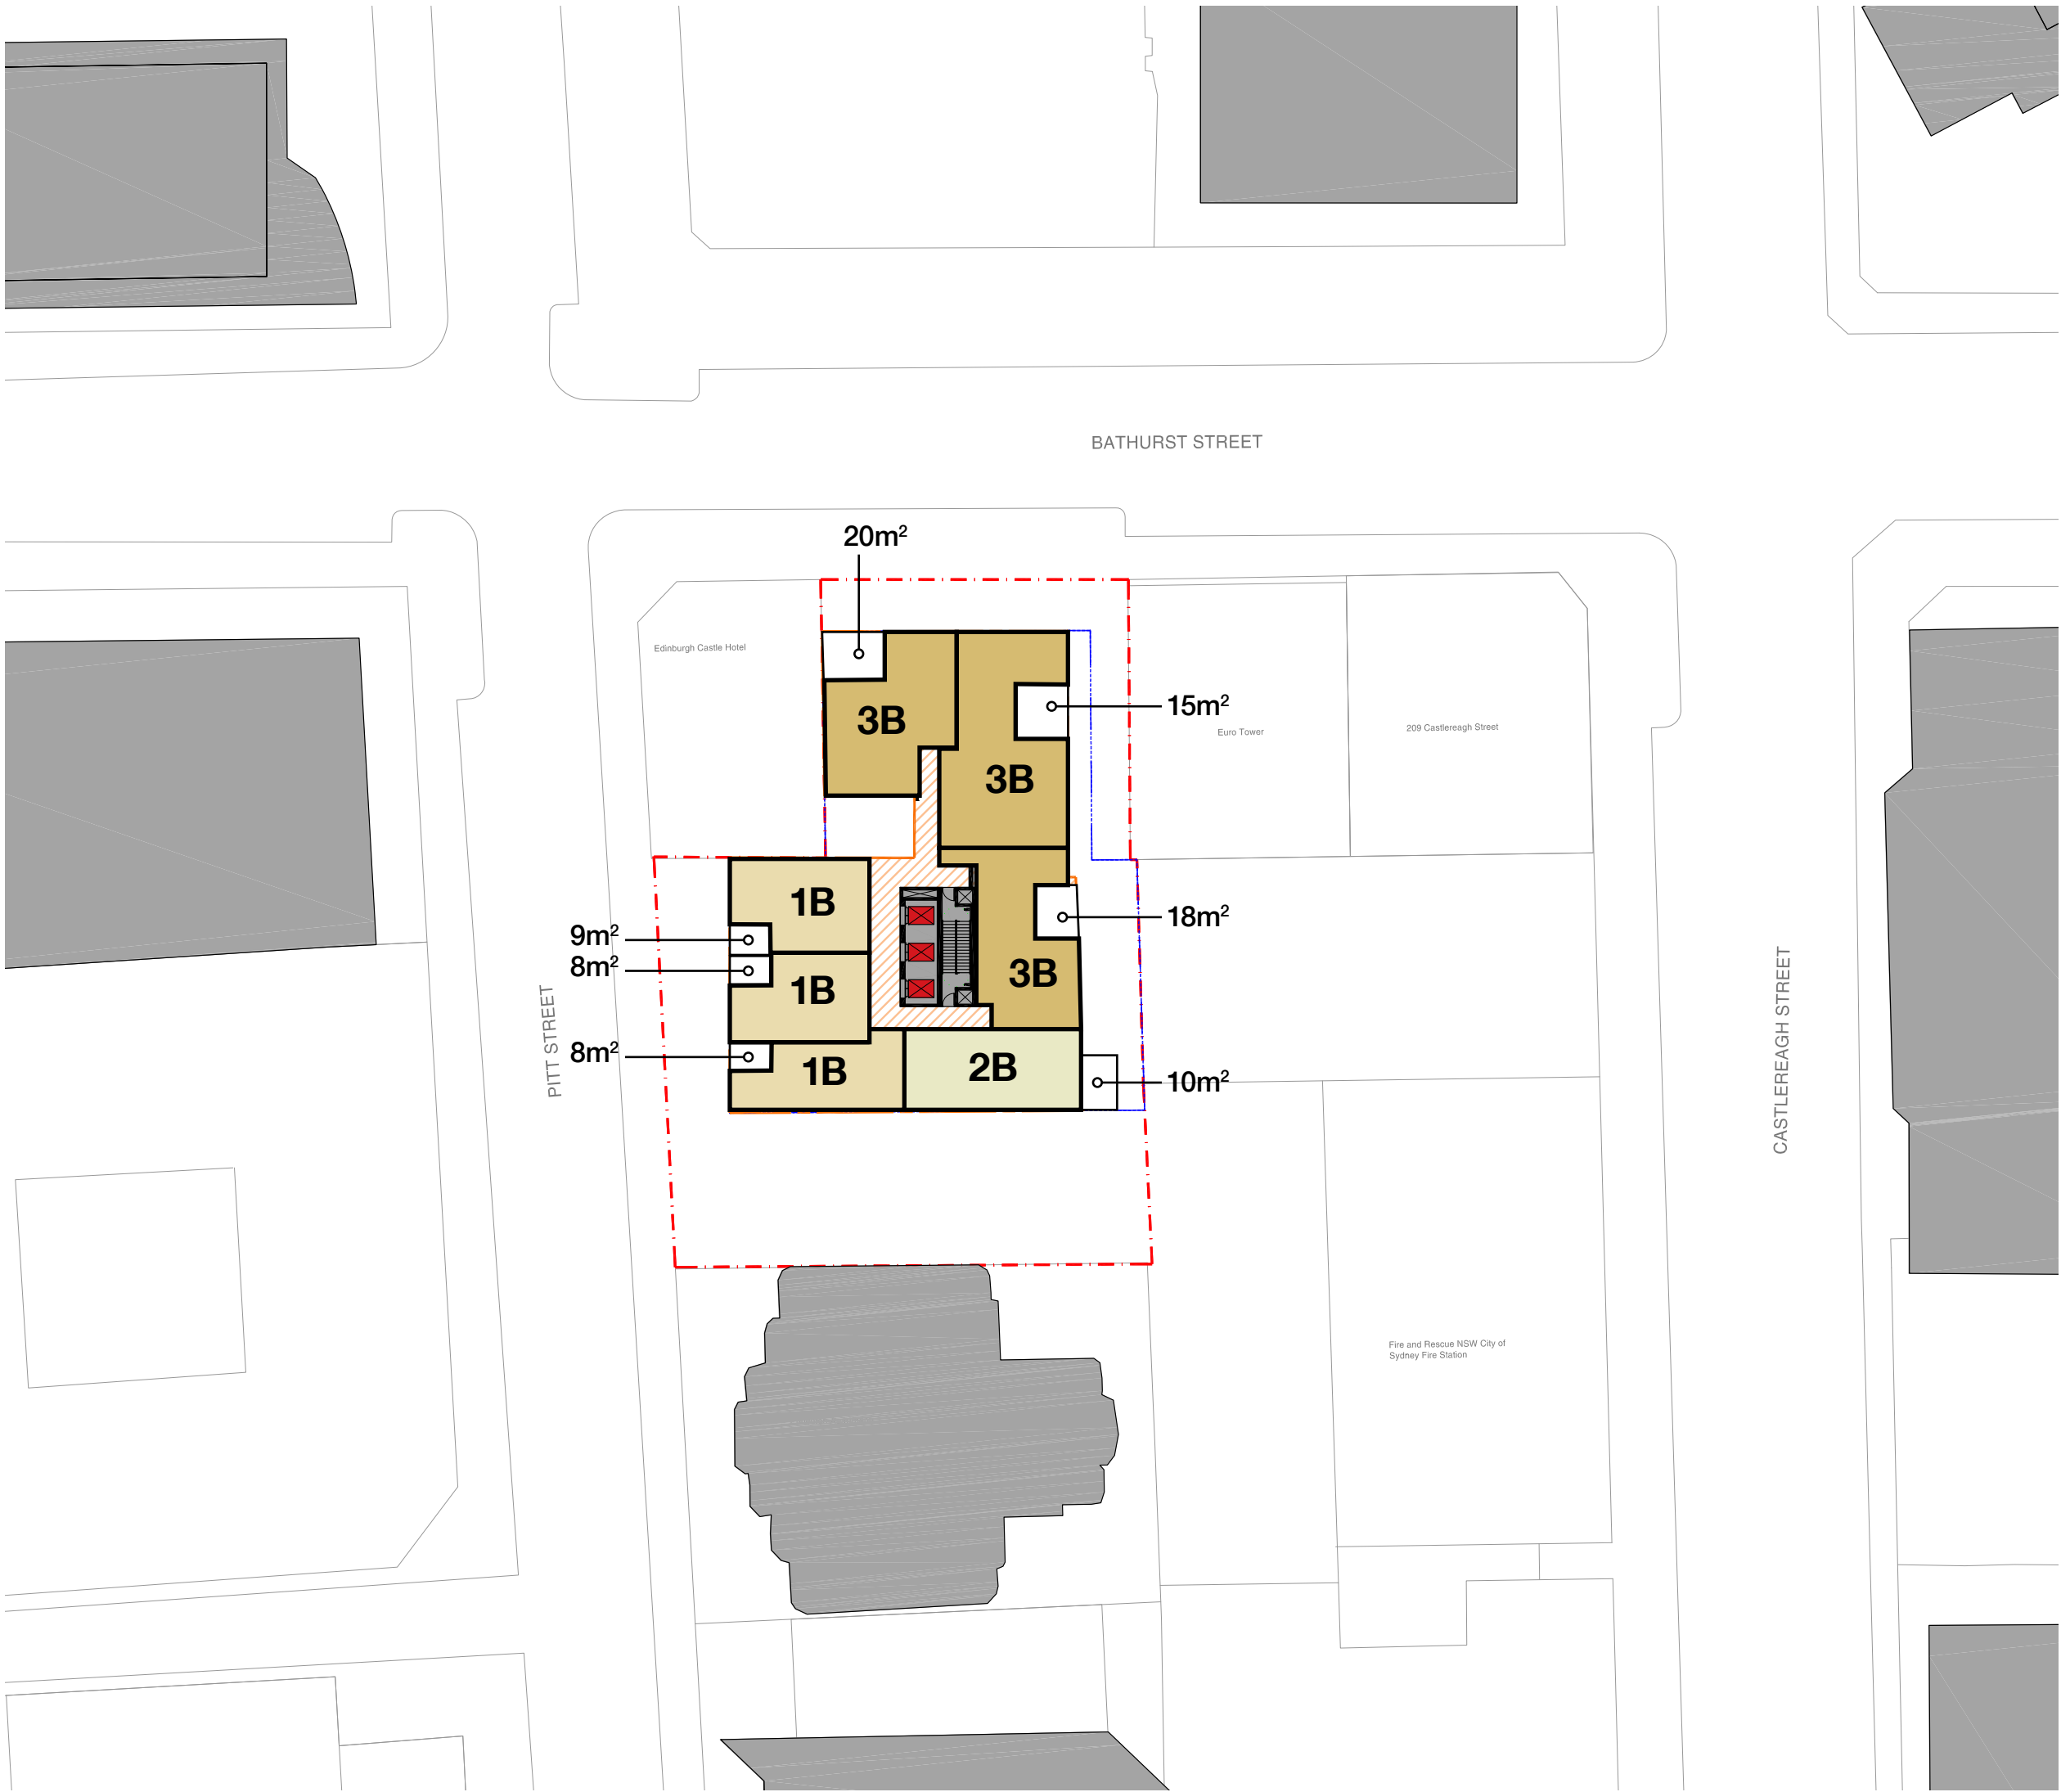 BATHURST STREET
20m²
Edinburgh Castle Hotel
15m²
3B
Euro Tower
209 Castlereagh Street
3B
1B
18m²
9m²
8m²
3B
1B
PITT STREET
CASTLEREAGH STREET
8m²
1B
2B
10m²
Fire and Rescue NSW City of
Sydney Fire Station